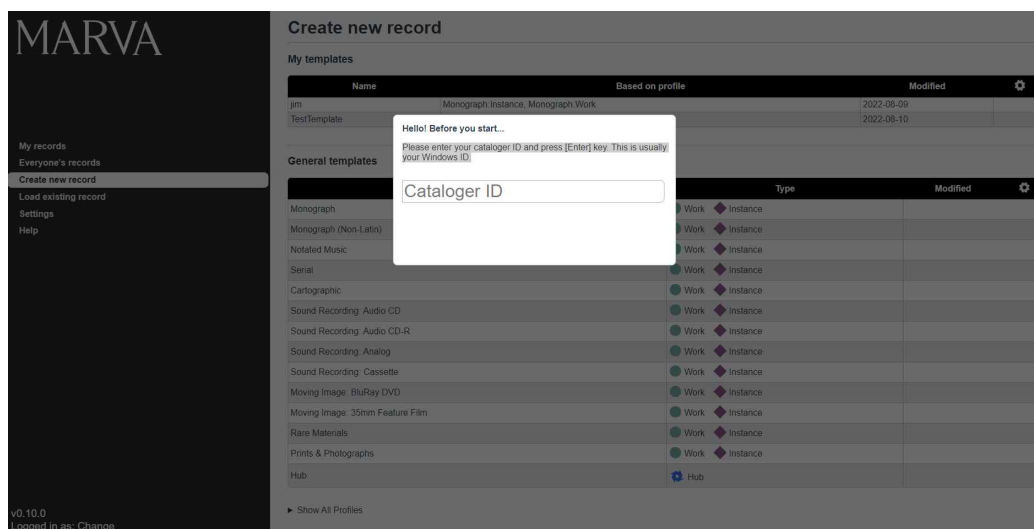 MARVA
My records
Everyone's records
Create new record
Load existing record
Settings
Help
v0.10.0
Logged in as: Change
Create new record
My templates
Name Based on profile Modified
jim Monograph:Instance, Monograph:Work 2022-08-09
TestTemplate 2022-08-10
Hello! Before you start...
Please enter your cataloger ID and press [Enter] key. This is usually
your Windows ID.
Cataloger ID
General templates
Type Modified
Monograph Work Instance
Monograph (Non-Latin) Work Instance
Notated Music Work Instance
Serial Work Instance
Cartographic Work Instance
Sound Recording: Audio CD Work Instance
Sound Recording: Audio CD-R Work Instance
Sound Recording: Analog Work Instance
Sound Recording: Cassette Work Instance
Moving Image: BluRay DVD Work Instance
Moving Image: 35mm Feature Film Work Instance
Rare Materials Work Instance
Prints & Photographs Work Instance
Hub Hub
Show All Profiles